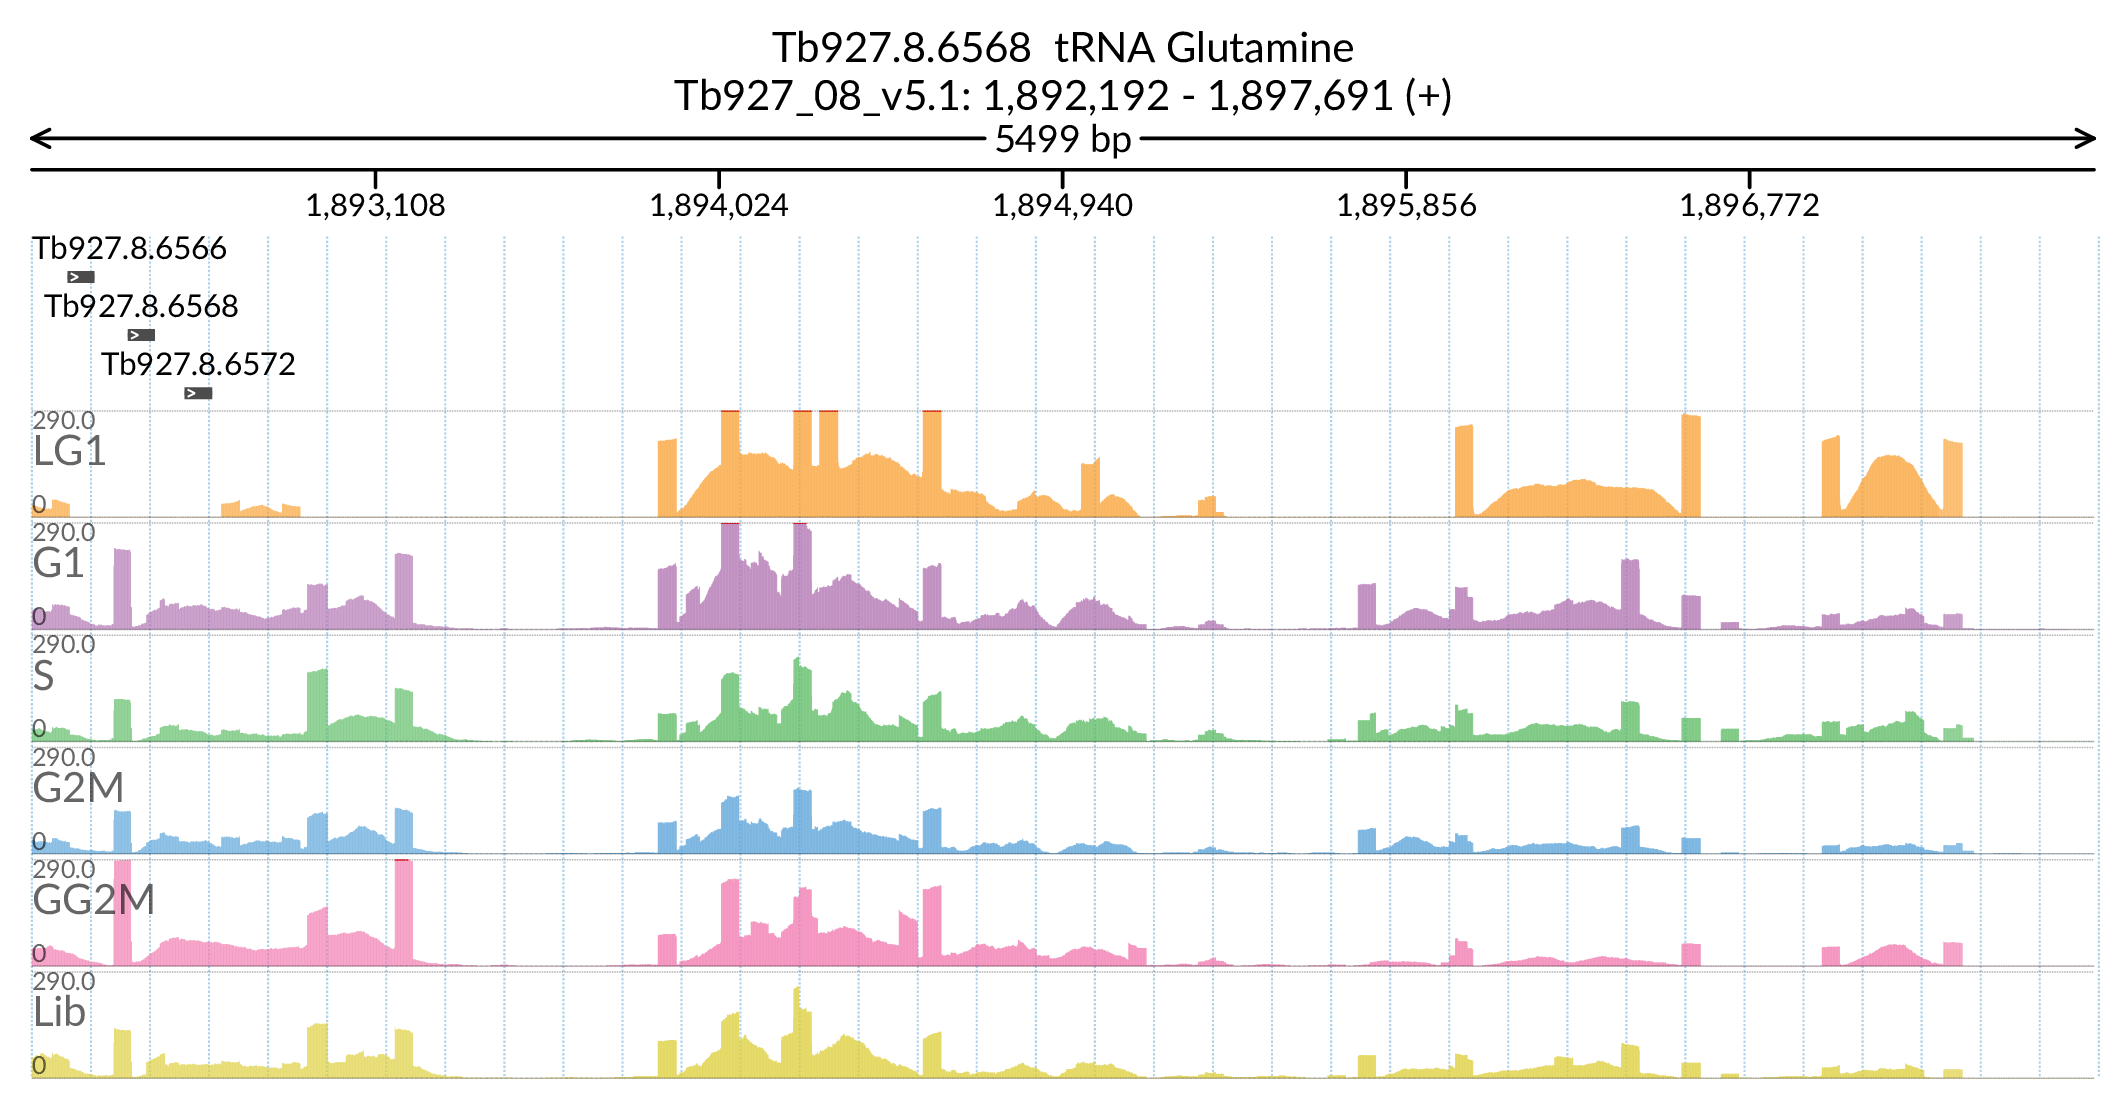 Tb927.8.6568 tRNA Glutamine
Tb927_08_v5.1: 1,892,192 - 1,897,691 (+)
5499 bp
1,893,108 1,894,024 1,894,940 1,895,856 1,896,772
Tb927.8.6566
>
Tb927.8.6568
>
Tb927.8.6572
>
290.0
LG1
0
290.0
G1
0
290.0
S
0
290.0
G2M
0
290.0
GG2M
0
290.0
Lib
0